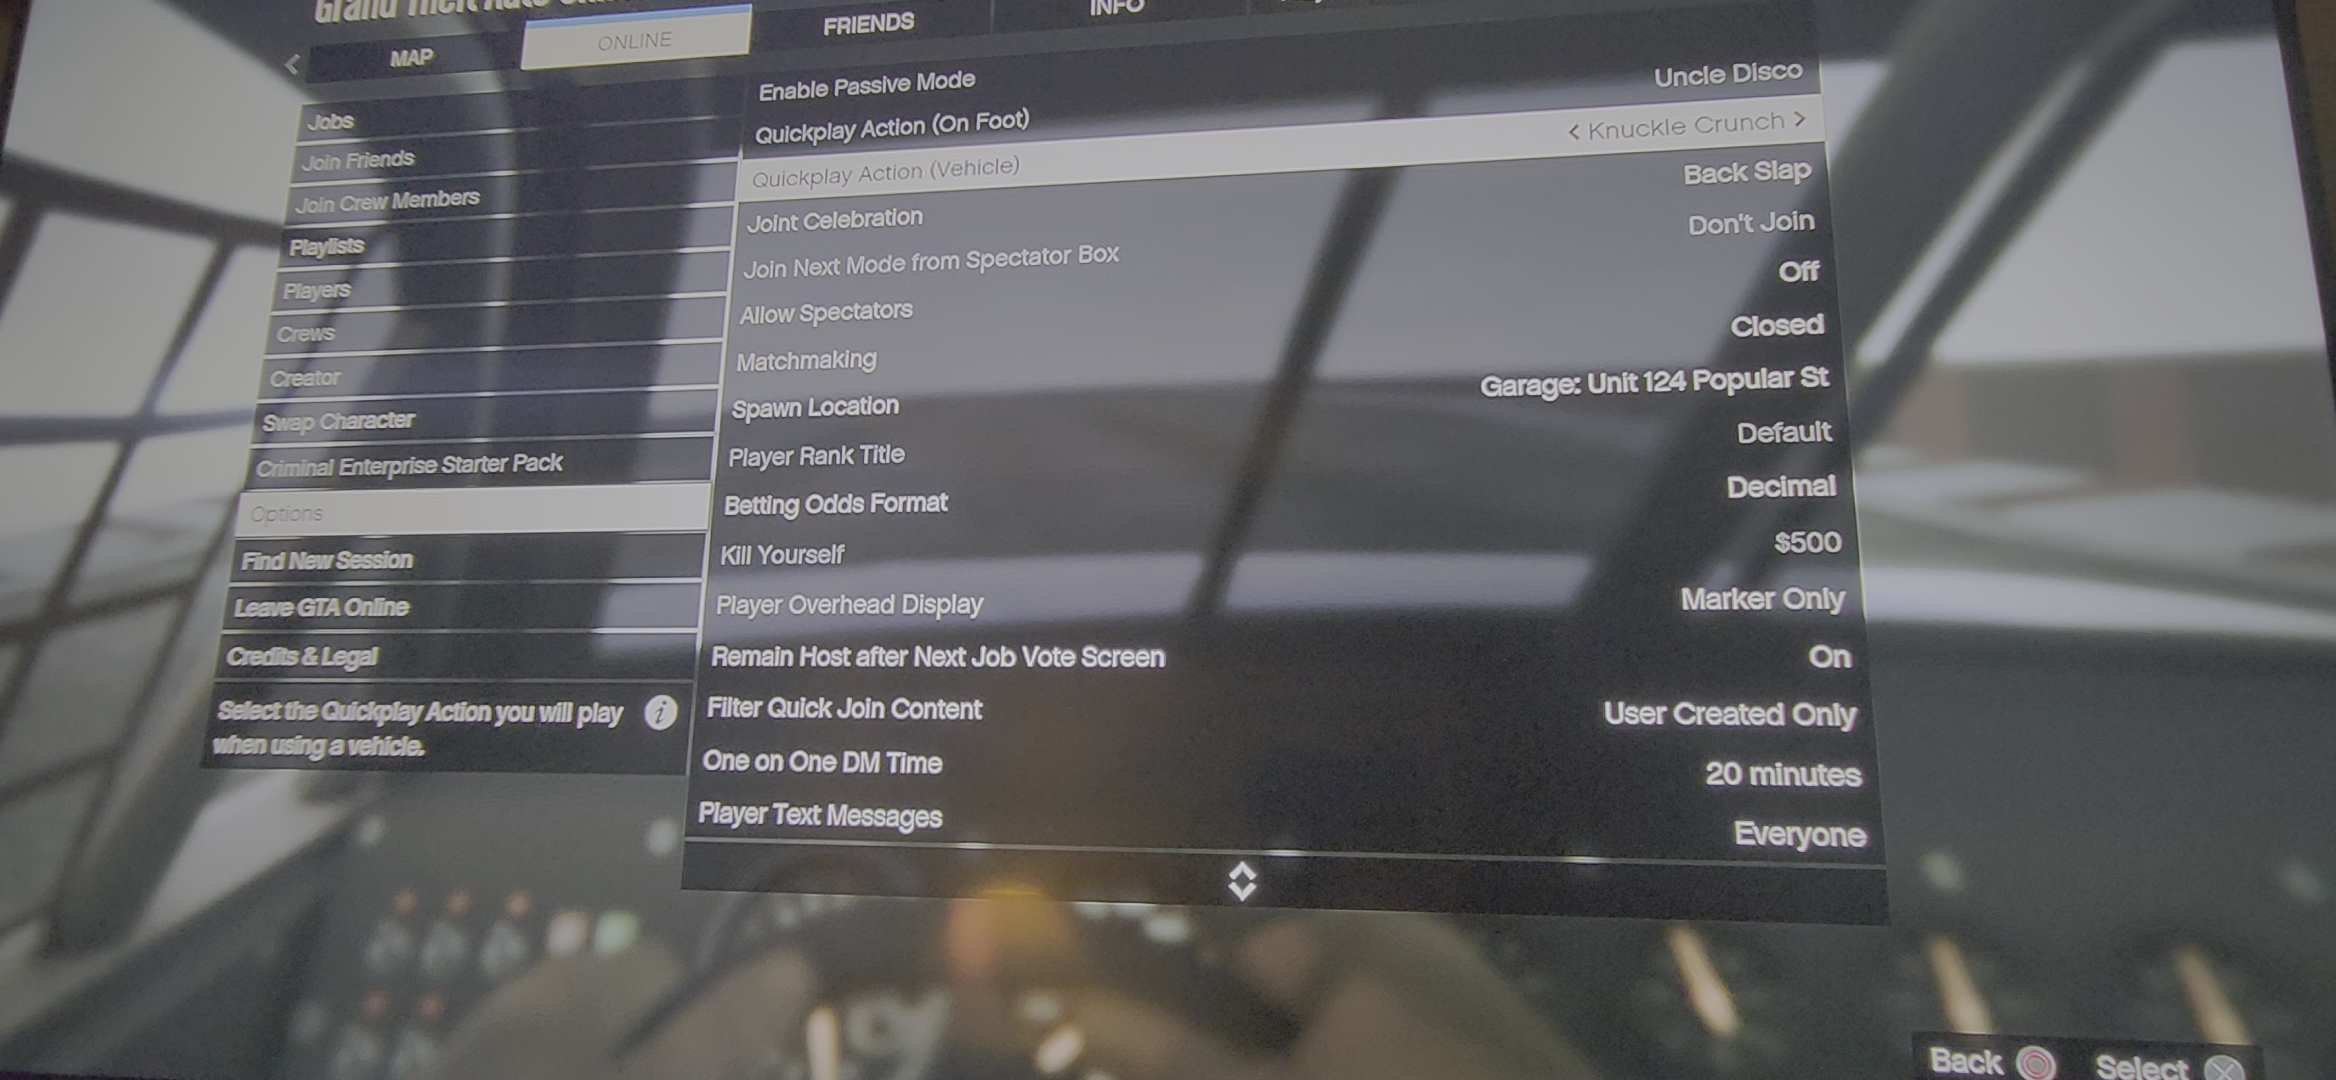 Grand Theft Auto
MAP
ONLINE
FRIENDS
INFO
Jobs
Join Friends
Join Crew Members
Playlists
Players
Crews
Creator
Swap Character
Criminal Enterprise Starter Pack
Options
Find New Session
Leave GTA Online
Credits & Legal
Select the Quickplay Action you will play
when using a vehicle.
Enable Passive Mode
Quickplay Action (On Foot) Uncle Disco
Quickplay Action (Vehicle) < Knuckle Crunch >
Joint Celebration Back Slap
Join Next Mode from Spectator Box Don't Join
Allow Spectators Off
Matchmaking Closed
Spawn Location Garage: Unit 124 Popular St
Player Rank Title Default
Betting Odds Format Decimal
Kill Yourself $500
Player Overhead Display Marker Only
Remain Host after Next Job Vote Screen On
Filter Quick Join Content User Created Only
One on One DM Time 20 minutes
Player Text Messages Everyone
Back Select